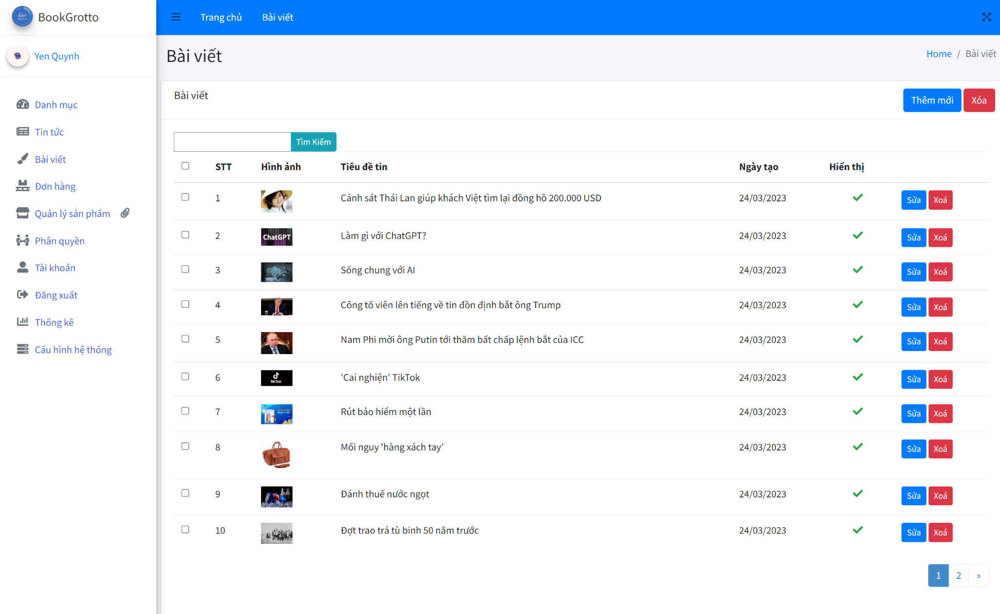 BookGrotto
Trang chủ Bài viết
Yen Quynh
Bài viết
Home / Bài viết
Danh mục
Tin tức
Bài viết
Đơn hàng
Quản lý sản phẩm
Phân quyền
Tài khoản
Đăng xuất
Thống kê
Cấu hình hệ thống
Bài viết
Thêm mới Xóa
Tìm Kiếm
STT Hình ảnh Tiêu đề tin Ngày tạo Hiển thị
1 Cảnh sát Thái Lan giúp khách Việt tìm lại đồng hồ 200.000 USD 24/03/2023 Sửa Xoá
2 ChatGPT Làm gì với ChatGPT? 24/03/2023 Sửa Xoá
3 Sống chung với AI 24/03/2023 Sửa Xoá
4 Công tố viên lên tiếng về tin đồn định bắt ông Trump 24/03/2023 Sửa Xoá
5 Nam Phi mời ông Putin tới thăm bất chấp lệnh bắt của ICC 24/03/2023 Sửa Xoá
6 TikTok 'Cai nghiện' TikTok 24/03/2023 Sửa Xoá
7 Rút bảo hiểm một lần 24/03/2023 Sửa Xoá
8 Mối nguy 'hàng xách tay' 24/03/2023 Sửa Xoá
9 Đánh thuế nước ngọt 24/03/2023 Sửa Xoá
10 Đợt trao trả tù binh 50 năm trước 24/03/2023 Sửa Xoá
1 2 »